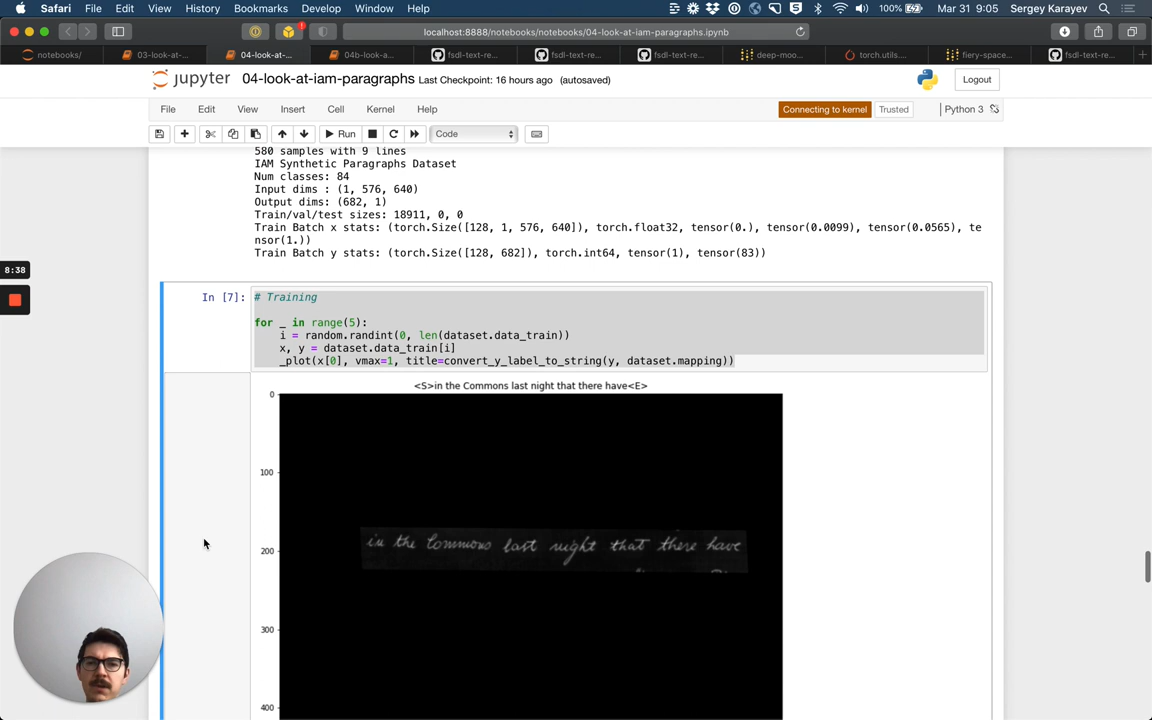 Safari File Edit View History Bookmarks Develop Window Help 100% Mar 31 9:05 Sergey Karayev
localhost:8888/notebooks/notebooks/04-look-at-iam-paragraphs.ipynb
notebooks/ 03-look-at-... 04-look-at-... 04b-look-a... fsdl-text-re... fsdl-text-re... fsdl-text-re... deep-moo... torch.utils.... fiery-space... fsdl-text-re...
jupyter 04-look-at-iam-paragraphs Last Checkpoint: 16 hours ago (autosaved) Logout
File Edit View Insert Cell Kernel Help Connecting to kernel Trusted Python 3
Run Code
580 samples with 9 lines
IAM Synthetic Paragraphs Dataset
Num classes: 84
Input dims : (1, 576, 640)
Output dims: (682, 1)
Train/val/test sizes: 18911, 0, 0
Train Batch x stats: (torch.Size([128, 1, 576, 640]), torch.float32, tensor(0.), tensor(0.0099), tensor(0.0565), te
nsor(1.))
Train Batch y stats: (torch.Size([128, 682]), torch.int64, tensor(1), tensor(83))
8:38
In [7]: # Training
for _ in range(5):
i = random.randint(0, len(dataset.data_train))
x, y = dataset.data_train[i]
_plot(x[0], vmax=1, title=convert_y_label_to_string(y, dataset.mapping))
<S>in the Commons last night that there have<E>
0
100
in the Commons last night that there have
200
300
400